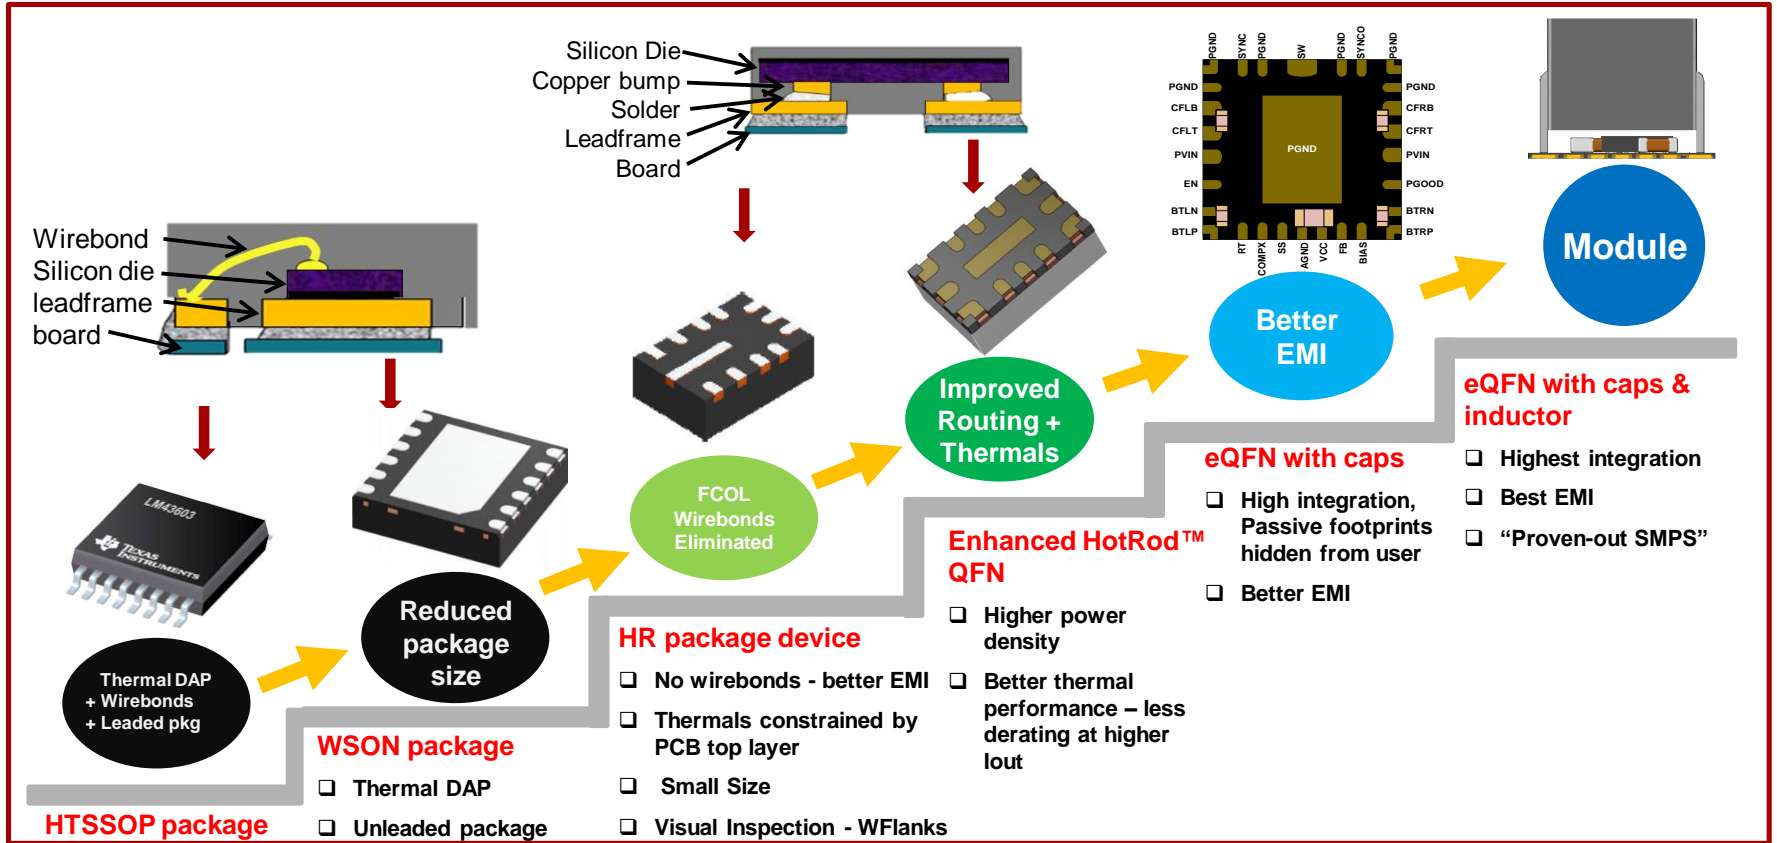 Silicon Die
Copper bump
Solder
Leadframe
Board
Wirebond
Silicon die
leadframe
board
LM43603
TEXAS
INSTRUMENTS
PGND
SYNC
PGND
SW
PGND
SYNCO
PGND
PGND
CFLB
CFLT
PVIN
EN
BTLN
BTLP
PGND
PGND
CFRB
CFRT
PVIN
PGOOD
BTRN
BTRP
RT
COMPX
SS
AGND
VCC
FB
BIAS
Thermal DAP
+ Wirebonds
+ Leaded pkg
Reduced
package
size
FCOL
Wirebonds
Eliminated
Improved
Routing +
Thermals
Better
EMI
Module
HTSSOP package
WSON package
❑ Thermal DAP
❑ Unleaded package
HR package device
❑ No wirebonds - better EMI
❑ Thermals constrained by
PCB top layer
❑ Small Size
❑ Visual Inspection - WFlanks
Enhanced HotRod™
QFN
❑ Higher power
density
❑ Better thermal
performance – less
derating at higher
Iout
eQFN with caps
❑ High integration,
Passive footprints
hidden from user
❑ Better EMI
eQFN with caps &
inductor
❑ Highest integration
❑ Best EMI
❑ “Proven-out SMPS”